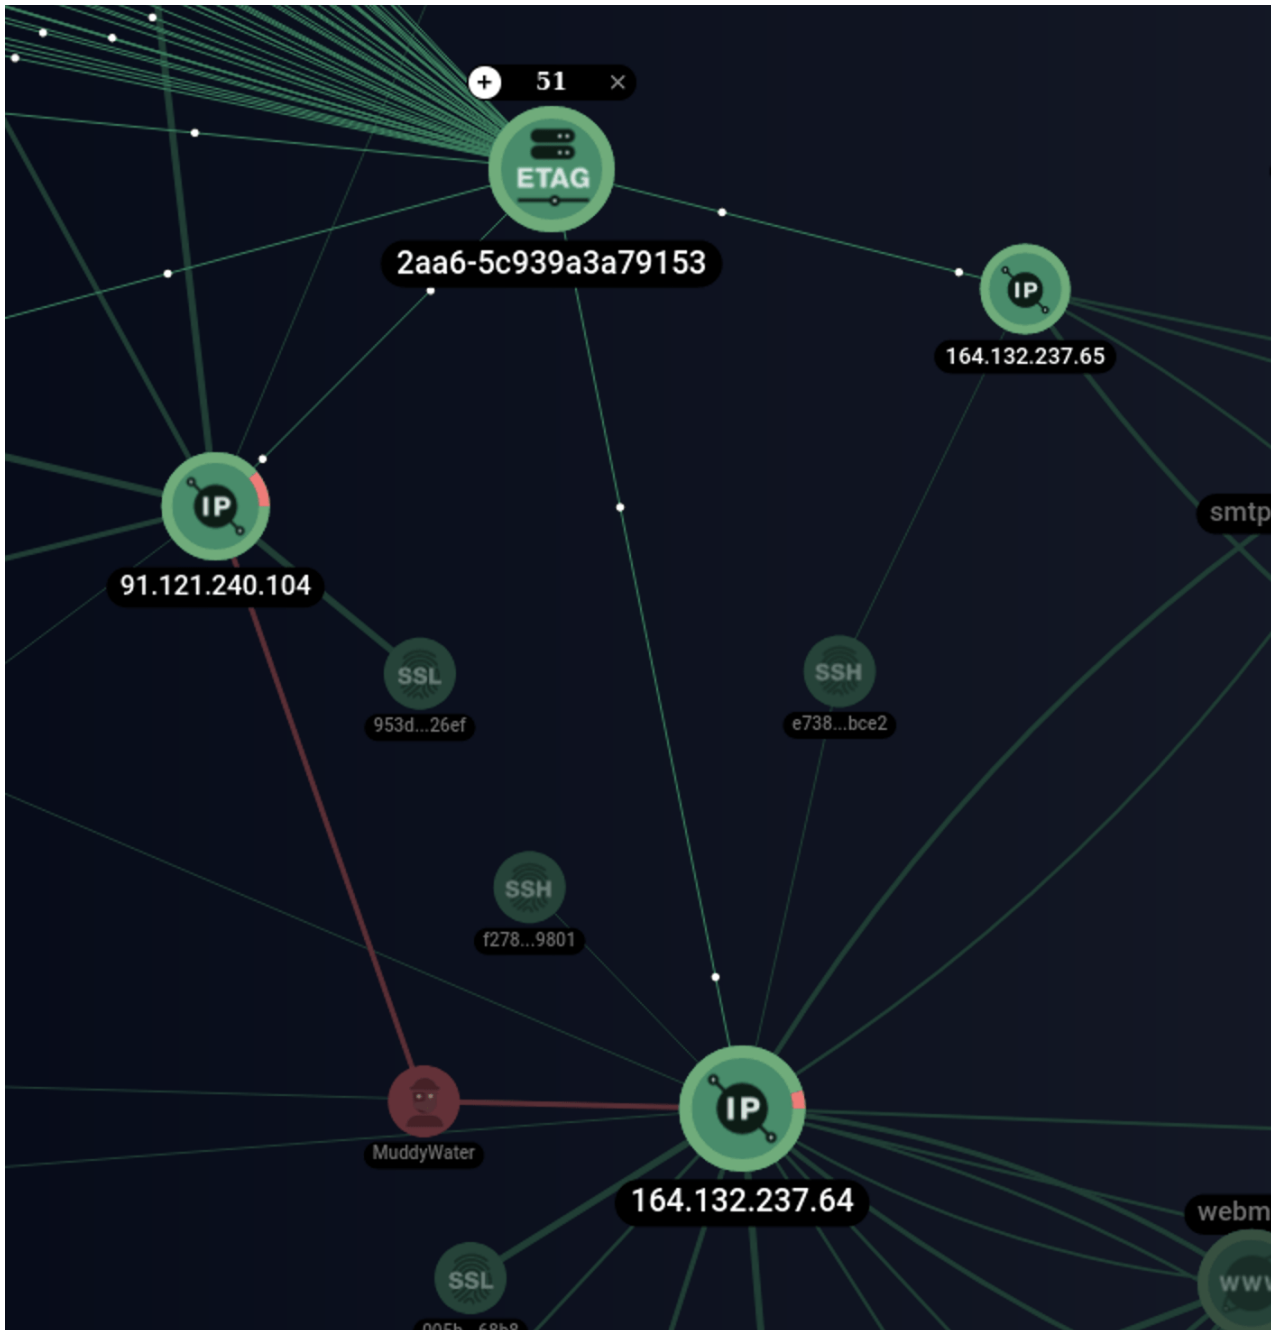 51
ETAG
2aa6-5c939a3a79153
IP
164.132.237.65
IP
91.121.240.104
smtp
SSL
953d...26ef
SSH
e738...bce2
SSH
f278...9801
MuddyWater
IP
164.132.237.64
webm
SSL
www